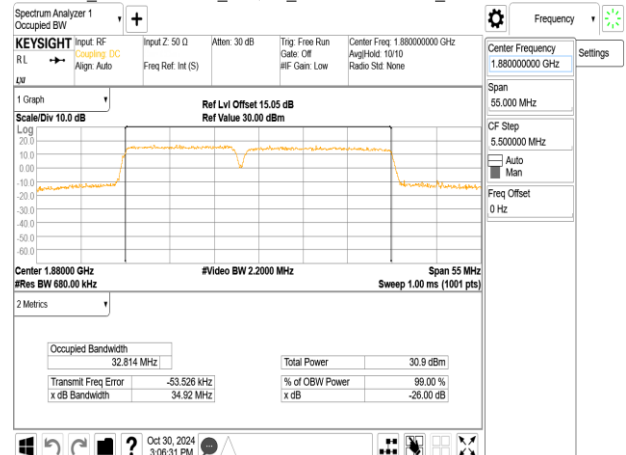 Spectrum Analyzer 1
Occupied BW
KEYSIGHT
Input: RF
Coupling: DC
Align: Auto
Input Z: 50 Ω
Freq Ref: Int (S)
Atten: 30 dB
Trig: Free Run
Gate: Off
#IF Gain: Low
Center Freq: 1.880000000 GHz
Avg|Hold: 10/10
Radio Std: None
R L
LXI
1 Graph
Scale/Div 10.0 dB
Ref Lvl Offset 15.05 dB
Ref Value 30.00 dBm
Log
20.0
10.0
0.00
-10.0
-20.0
-30.0
-40.0
-50.0
-60.0
Center 1.88000 GHz
#Video BW 2.2000 MHz
Span 55 MHz
#Res BW 680.00 kHz
Sweep 1.00 ms (1001 pts)
2 Metrics
Occupied Bandwidth
32.814 MHz
Total Power 30.9 dBm
Transmit Freq Error -53.526 kHz
% of OBW Power 99.00 %
x dB Bandwidth 34.92 MHz
x dB -26.00 dB
?
Oct 30, 2024
3:06:31 PM
Frequency
Settings
Center Frequency
1.880000000 GHz
Span
55.000 MHz
CF Step
5.500000 MHz
Auto
Man
Freq Offset
0 Hz